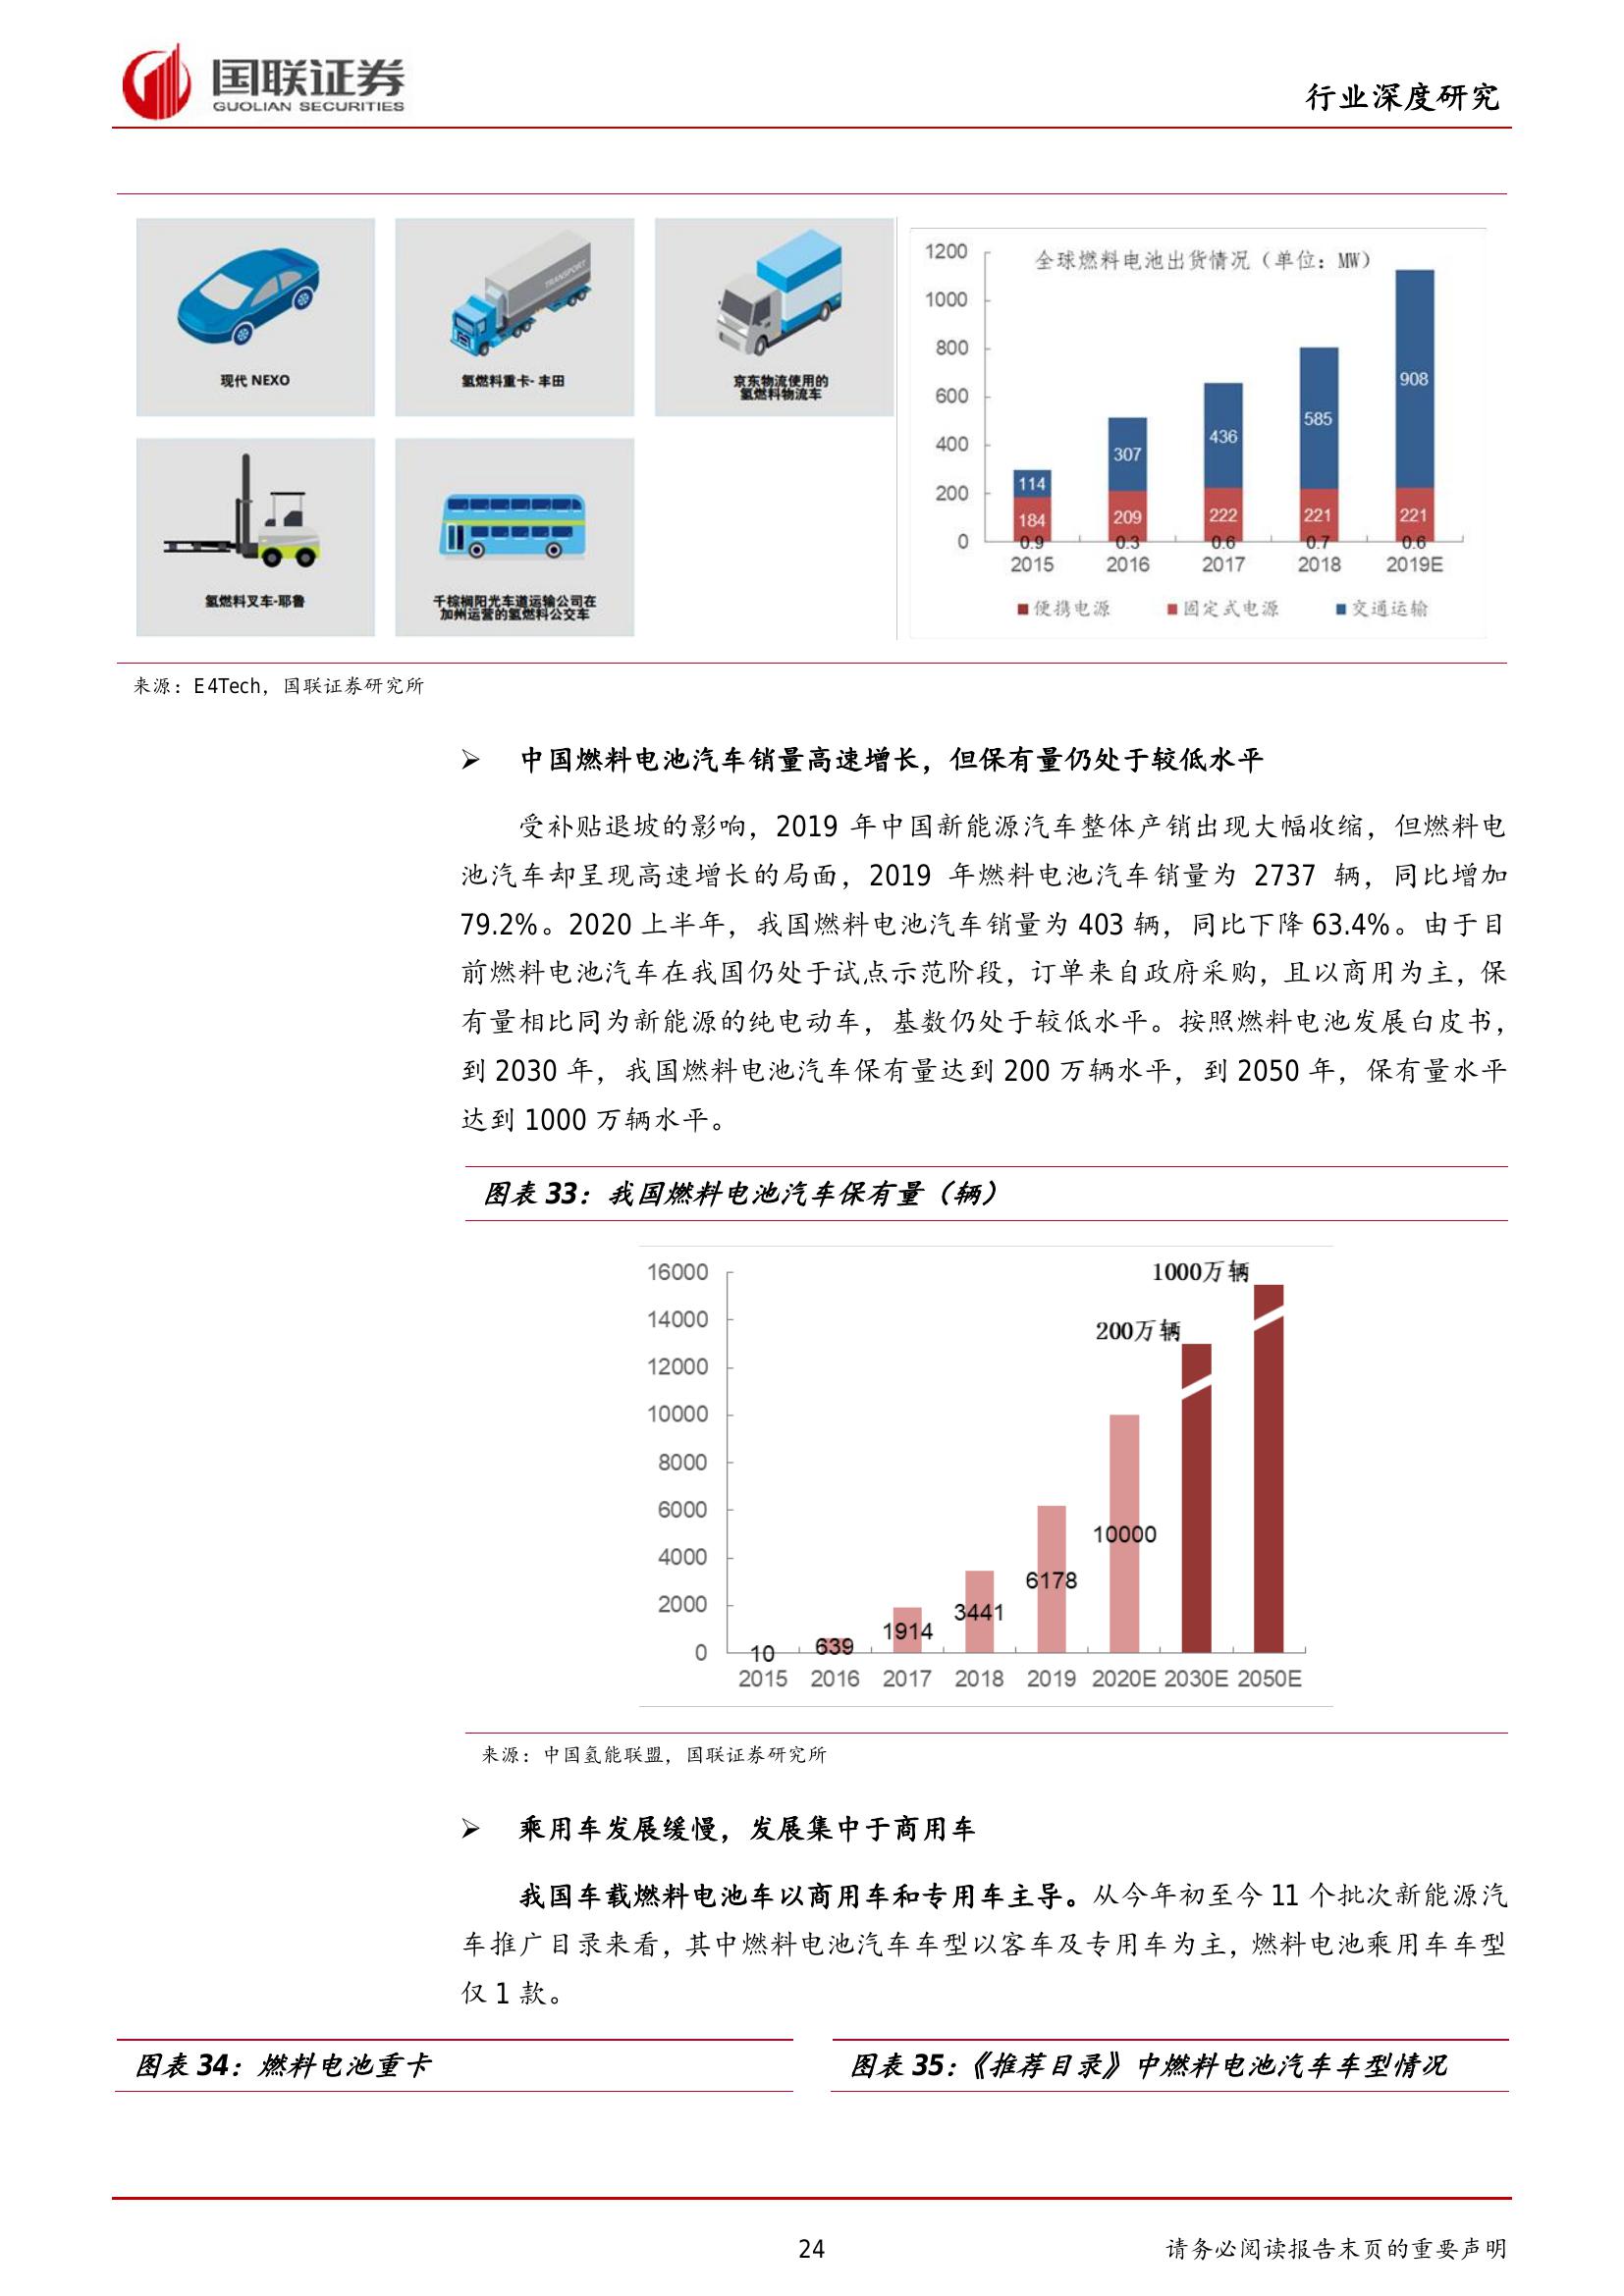 国联证券
GUOLIAN SECURITIES
行业深度研究
TRANSPORT
现代 NEXO
氢燃料重卡- 丰田
京东物流使用的
氢燃料物流车
氢燃料叉车-耶鲁
千棕榈阳光车道运输公司在
加州运营的氢燃料公交车
全球燃料电池出货情况（单位：MW）
1200
1000
800
600
400
200
0
114
184
0.9
307
209
0.3
436
222
0.6
585
221
0.7
908
221
0.6
2015 2016 2017 2018 2019E
便携电源 固定式电源 交通运输
来源：E4Tech，国联证券研究所
➢ 中国燃料电池汽车销量高速增长，但保有量仍处于较低水平
受补贴退坡的影响，2019 年中国新能源汽车整体产销出现大幅收缩，但燃料电
池汽车却呈现高速增长的局面，2019 年燃料电池汽车销量为 2737 辆，同比增加
79.2%。2020 上半年，我国燃料电池汽车销量为 403 辆，同比下降 63.4%。由于目
前燃料电池汽车在我国仍处于试点示范阶段，订单来自政府采购，且以商用为主，保
有量相比同为新能源的纯电动车，基数仍处于较低水平。按照燃料电池发展白皮书，
到 2030 年，我国燃料电池汽车保有量达到 200 万辆水平，到 2050 年，保有量水平
达到 1000 万辆水平。
图表 33：我国燃料电池汽车保有量（辆）
16000
14000
12000
10000
8000
6000
4000
2000
0
10
639
1914
3441
6178
10000
200万辆
1000万辆
2015 2016 2017 2018 2019 2020E 2030E 2050E
来源：中国氢能联盟，国联证券研究所
➢ 乘用车发展缓慢，发展集中于商用车
我国车载燃料电池车以商用车和专用车主导。从今年初至今 11 个批次新能源汽
车推广目录来看，其中燃料电池汽车车型以客车及专用车为主，燃料电池乘用车车型
仅 1 款。
图表 34：燃料电池重卡
图表 35：《推荐目录》中燃料电池汽车车型情况
24
请务必阅读报告末页的重要声明